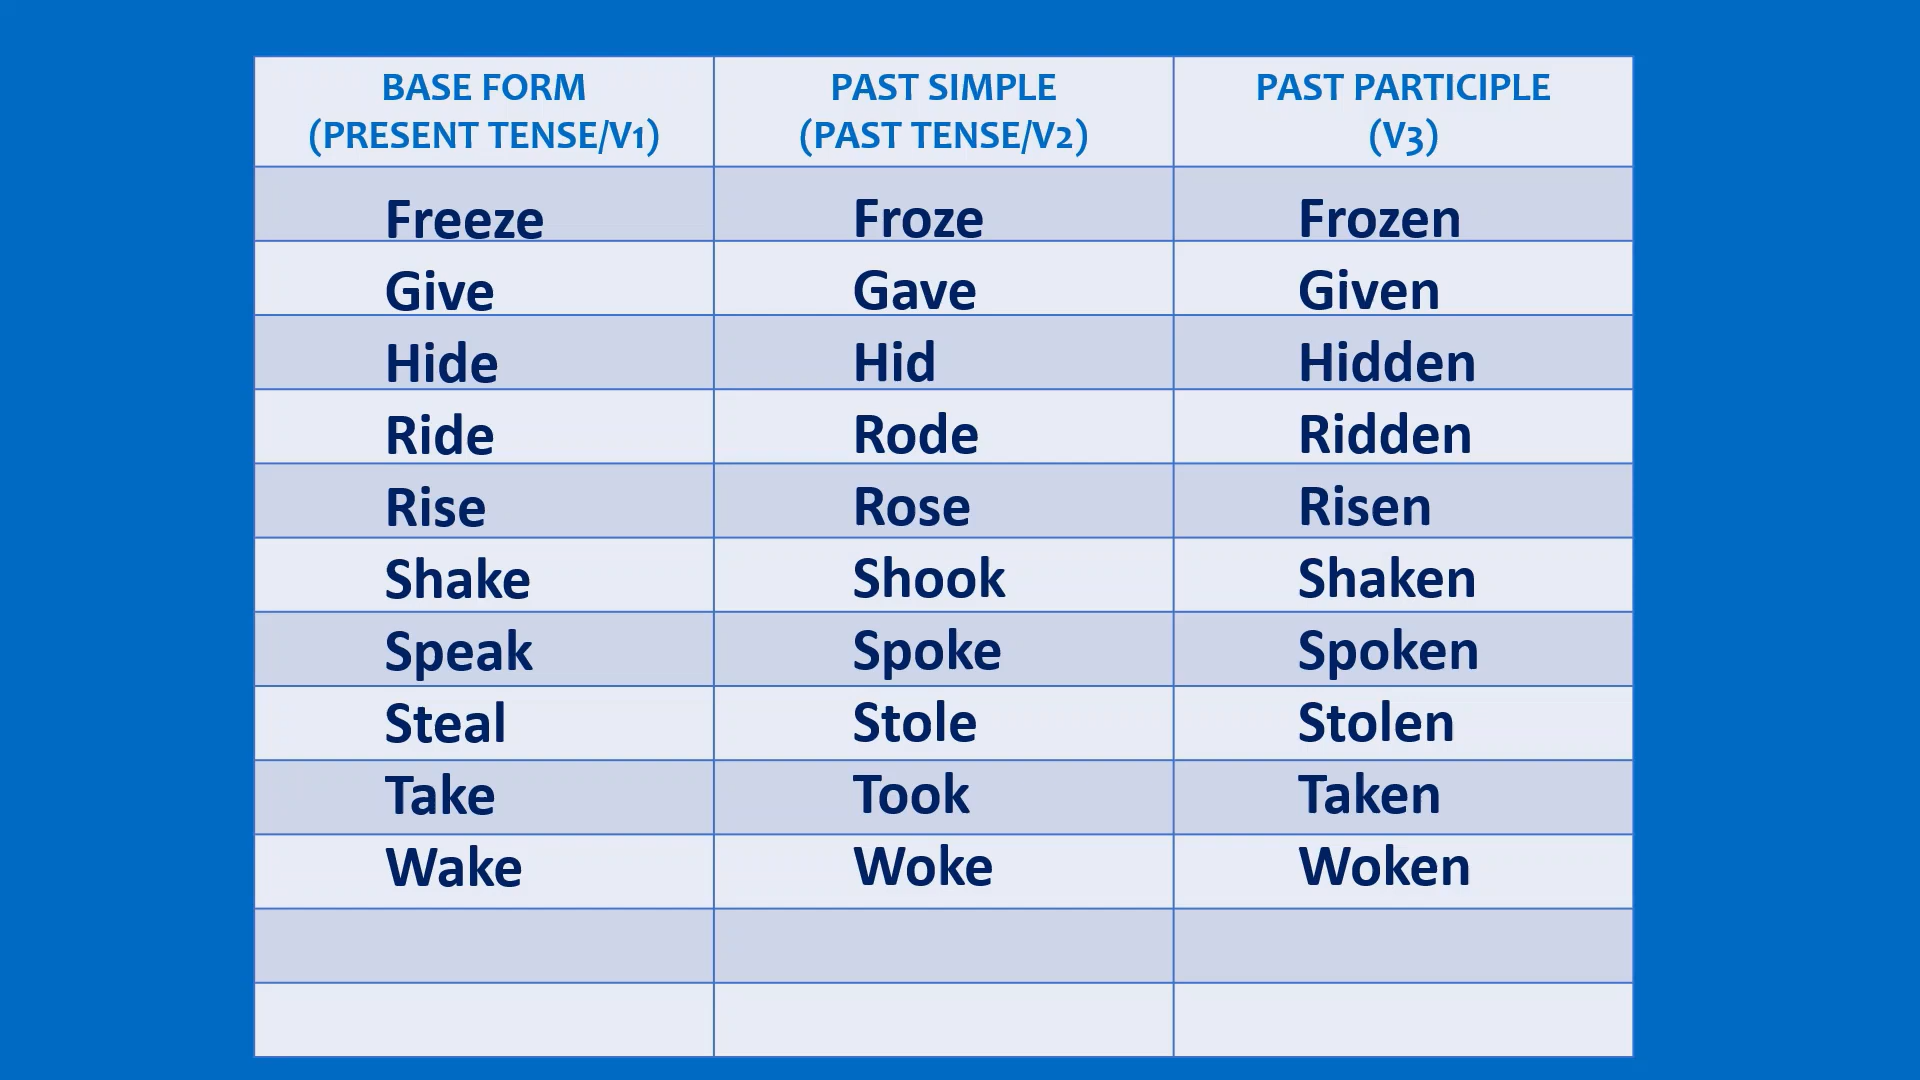 BASE FORM PAST SIMPLE PAST PARTICIPLE
(PRESENT TENSE/V1) (PAST TENSE/V2) (V3)
Freeze Froze Frozen
Give Gave Given
Hide Hid Hidden
Ride Rode Ridden
Rise Rose Risen
Shake Shook Shaken
Speak Spoke Spoken
Steal Stole Stolen
Take Took Taken
Wake Woke Woken